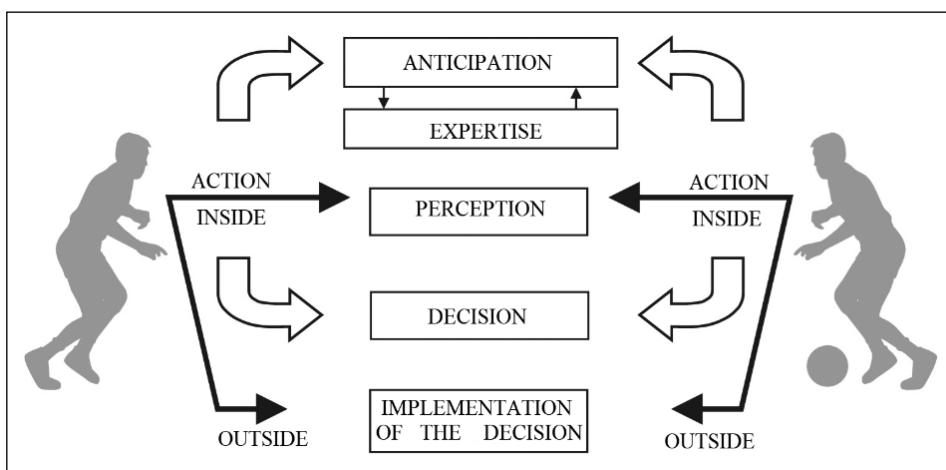 ANTICIPATION
EXPERTISE
ACTION
INSIDE
PERCEPTION
ACTION
INSIDE
DECISION
IMPLEMENTATION
OF THE DECISION
OUTSIDE
OUTSIDE